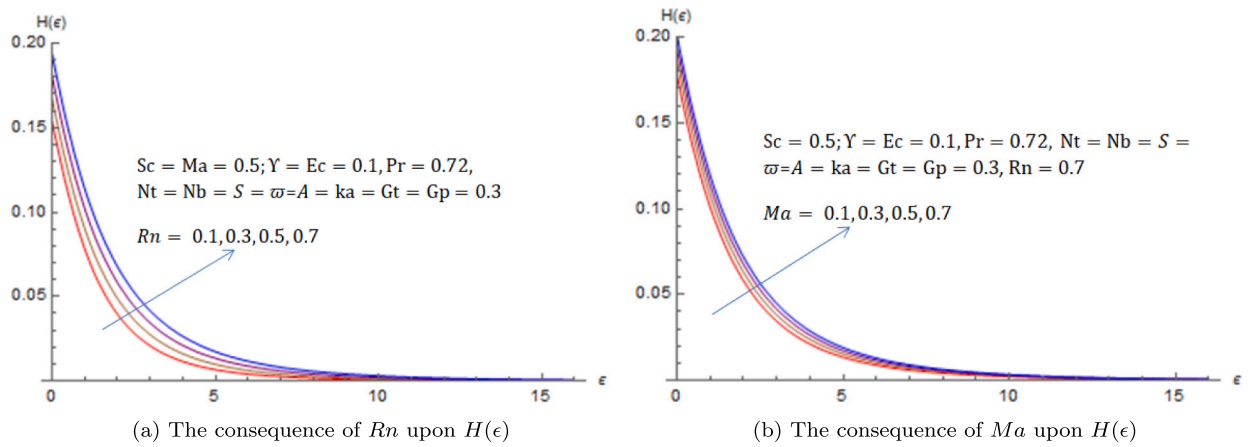 H(ϵ)
0.20
0.15
0.10
0.05
0
5
10
15
ϵ
Sc = Ma = 0.5; ϒ = Ec = 0.1, Pr = 0.72,
Nt = Nb = S = ϖ=A = ka = Gt = Gp = 0.3
Rn = 0.1, 0.3, 0.5, 0.7
(a) The consequence of Rn upon H(ϵ)
H(ϵ)
0.20
0.15
0.10
0.05
0
5
10
15
ϵ
Sc = 0.5; ϒ = Ec = 0.1, Pr = 0.72, Nt = Nb = S =
ϖ=A = ka = Gt = Gp = 0.3, Rn = 0.7
Ma = 0.1, 0.3, 0.5, 0.7
(b) The consequence of Ma upon H(ϵ)